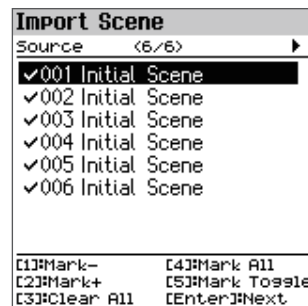 Import Scene
Source <6/6> ▶
✔001 Initial Scene
✔002 Initial Scene
✔003 Initial Scene
✔004 Initial Scene
✔005 Initial Scene
✔006 Initial Scene
[1]:Mark- [4]:Mark All
[2]:Mark+ [5]:Mark Toggle
[3]:Clear All [Enter]:Next